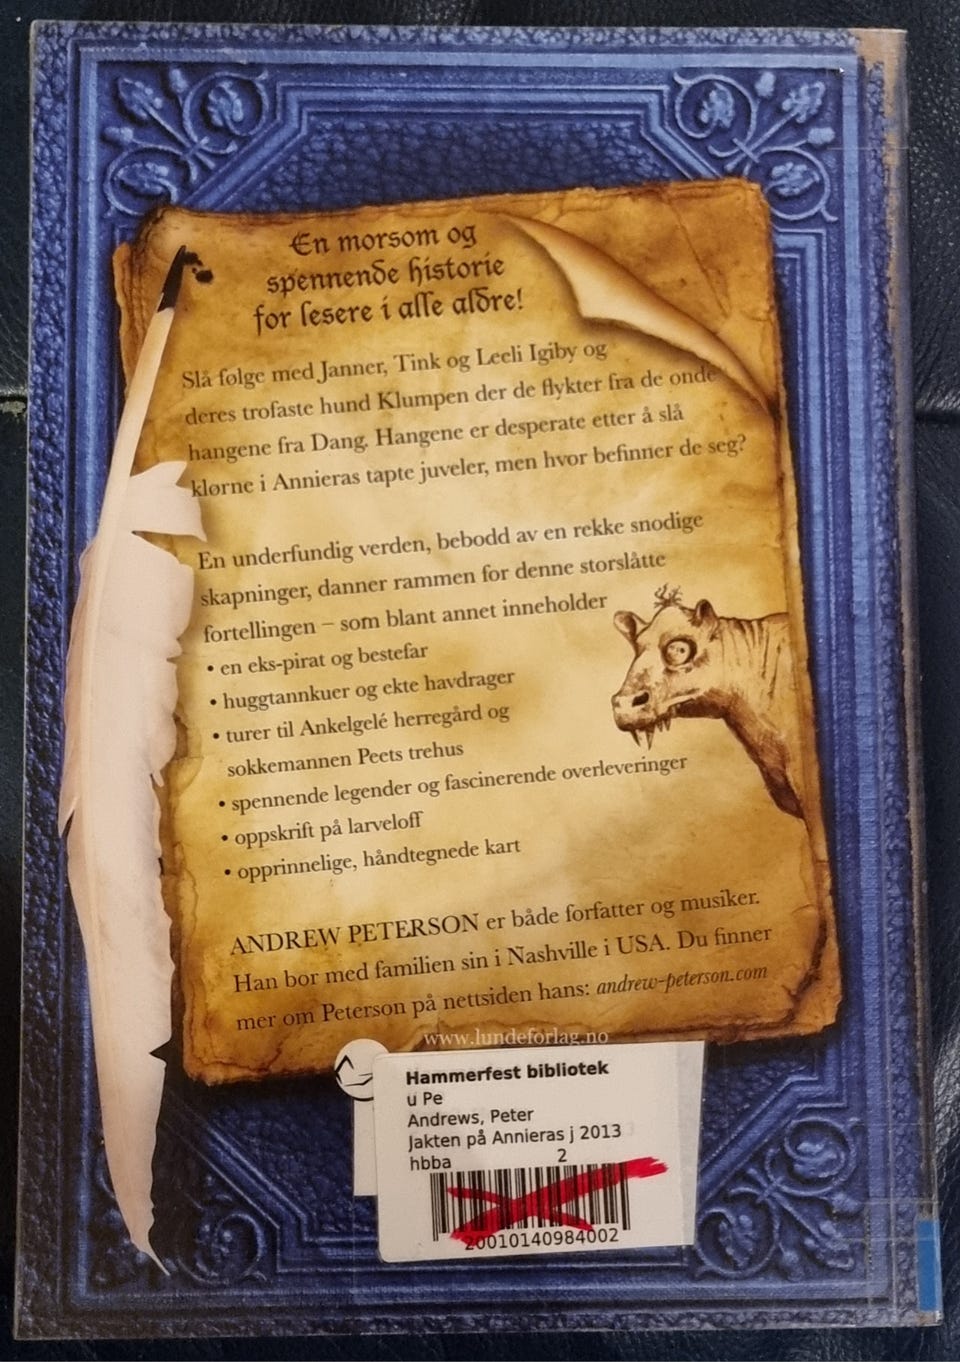 En morsom og
spennende historie
for lesere i alle aldre!
Slå følge med Janner, Tink og Leeli Igiby og
deres trofaste hund Klumpen der de flykter fra de onde
hangene fra Dang. Hangene er desperate etter å slå
klørne i Annieras tapte juveler, men hvor befinner de seg?
En underfundig verden, bebodd av en rekke snodige
skapninger, danner rammen for denne storslåtte
fortellingen – som blant annet inneholder
• en eks-pirat og bestefar
• huggtannkuer og ekte havdrager
• turer til Ankelgelé herregård og
sokkemannen Peets trehus
• spennende legender og fascinerende overleveringer
• oppskrift på larveloff
• opprinnelige, håndtegnede kart
ANDREW PETERSON er både forfatter og musiker.
Han bor med familien sin i Nashville i USA. Du finner
mer om Peterson på nettsiden hans: andrew-peterson.com
www.lundeforlag.no
Hammerfest bibliotek
u Pe
Andrews, Peter
Jakten på Annieras j 2013
hbba 2
20010140984002